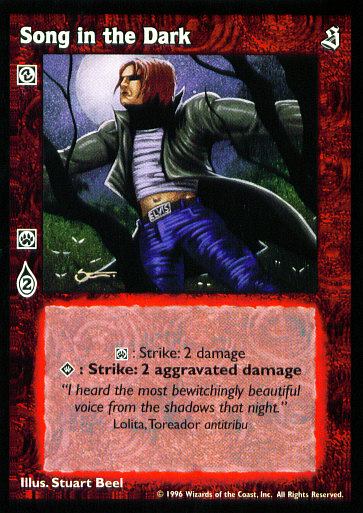 Song in the Dark
2
ELVIS
: Strike: 2 damage
: Strike: 2 aggravated damage
“I heard the most bewitchingly beautiful
voice from the shadows that night.”
Lolita, Toreador antitribu
Illus. Stuart Beel
© 1996 Wizards of the Coast, Inc. All Rights Reserved.